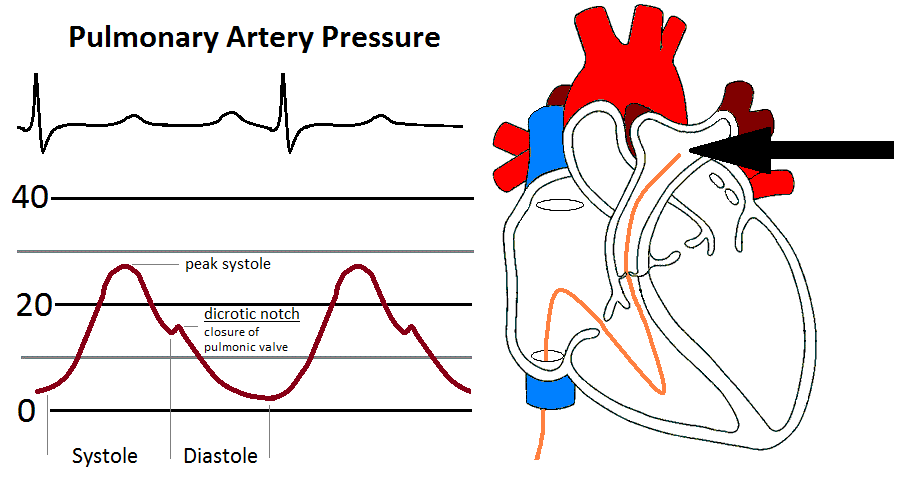 Pulmonary Artery Pressure
40
peak systole
20
dicrotic notch
closure of
pulmonic valve
0
Systole
Diastole